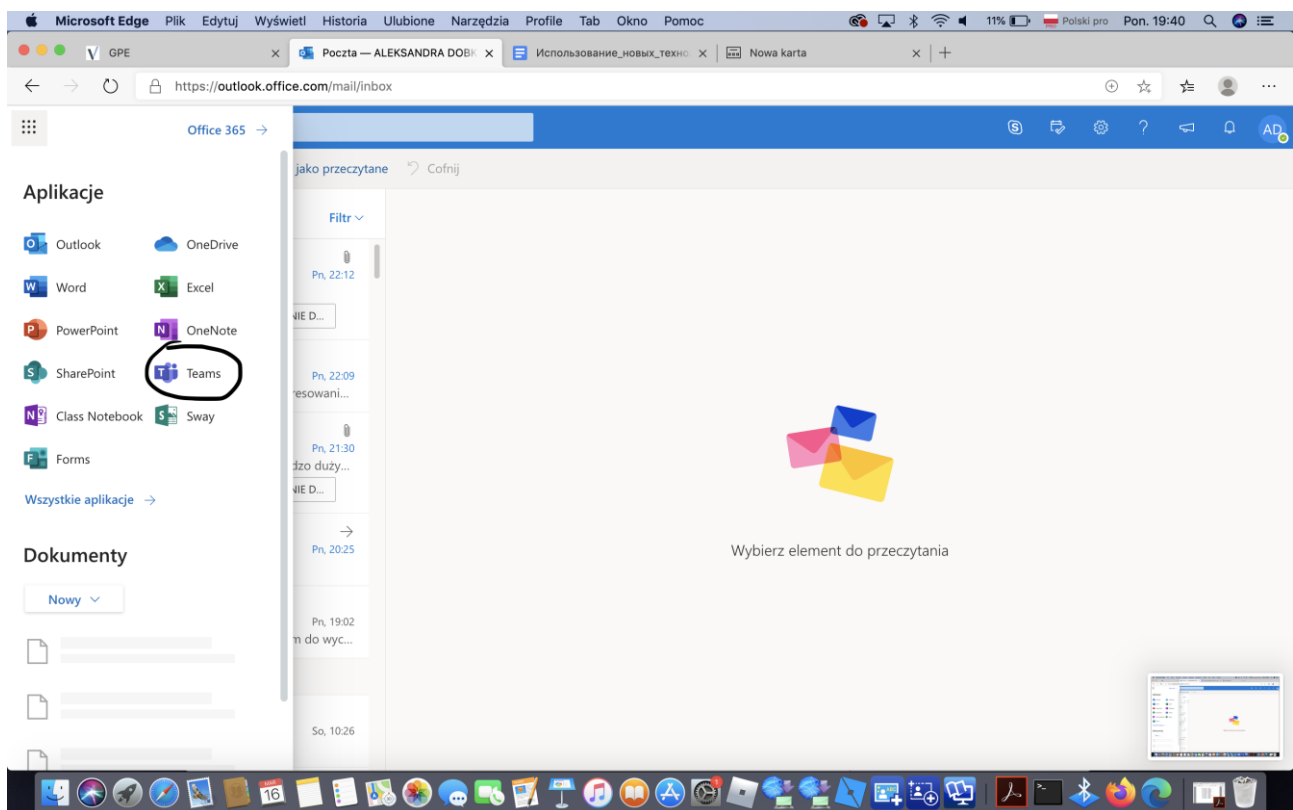 Microsoft Edge Plik Edytuj Wyświetl Historia Ulubione Narzędzia Profile Tab Okno Pomoc 11% Polski pro Pon. 19:40
GPE Poczta — ALEKSANDRA DOBK Использование_новых_техно Nowa karta
https://outlook.office.com/mail/inbox
Office 365 → AD
jako przeczytane Cofnij
Aplikacje
Filtr
Outlook OneDrive
Pn, 22:12
Word Excel
NIE D...
PowerPoint OneNote
SharePoint Teams
Pn, 22:09
resowani...
Class Notebook Sway
Pn, 21:30
Forms
dzo duży...
NIE D...
Wszystkie aplikacje →
Pn, 20:25
Dokumenty
Wybierz element do przeczytania
Nowy
Pn, 19:02
m do wyc...
So, 10:26
16